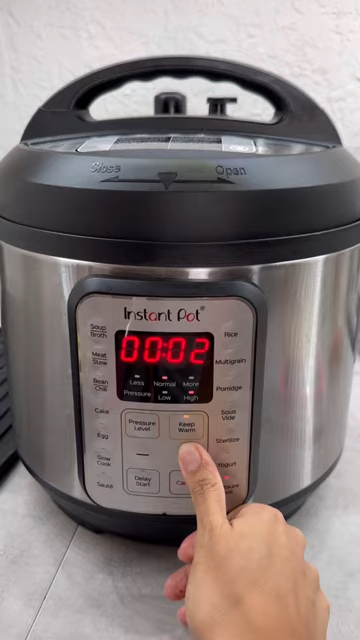 Close Open
Instant Pot®
00:02
Less Normal More
Pressure Low High
Soup
Broth
Meat
Stew
Bean
Chili
Cake
Egg
Slow
Cook
Sauté
Pressure
Level
Keep
Warm
Delay
Start
Rice
Multigrain
Porridge
Sous
Vide
Sterilize